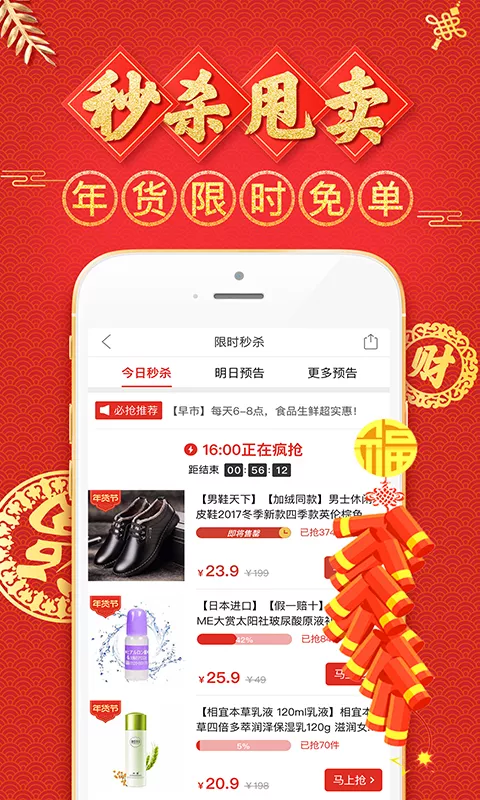 秒杀甩卖
年货限时免单
限时秒杀
今日秒杀 明日预告 更多预告
必抢推荐 【早市】每天6-8点，食品生鲜超实惠！
16:00正在疯抢
距结束 00:56:12
年货节
【男鞋天下】【加绒同款】男士休闲
皮鞋2017冬季新款四季款英伦棕色
即将售罄 已抢374
¥23.9 ¥199
年货节
【日本进口】【假一赔十】
ME大赏太阳社玻尿酸原液补
42% 已抢84
¥25.9 ¥49 马上抢
年货节
【相宜本草乳液 120ml乳液】相宜本
草四倍多萃润泽保湿乳120g 滋润女...
5% 已抢70件
¥20.9 ¥168 马上抢 >
财
福